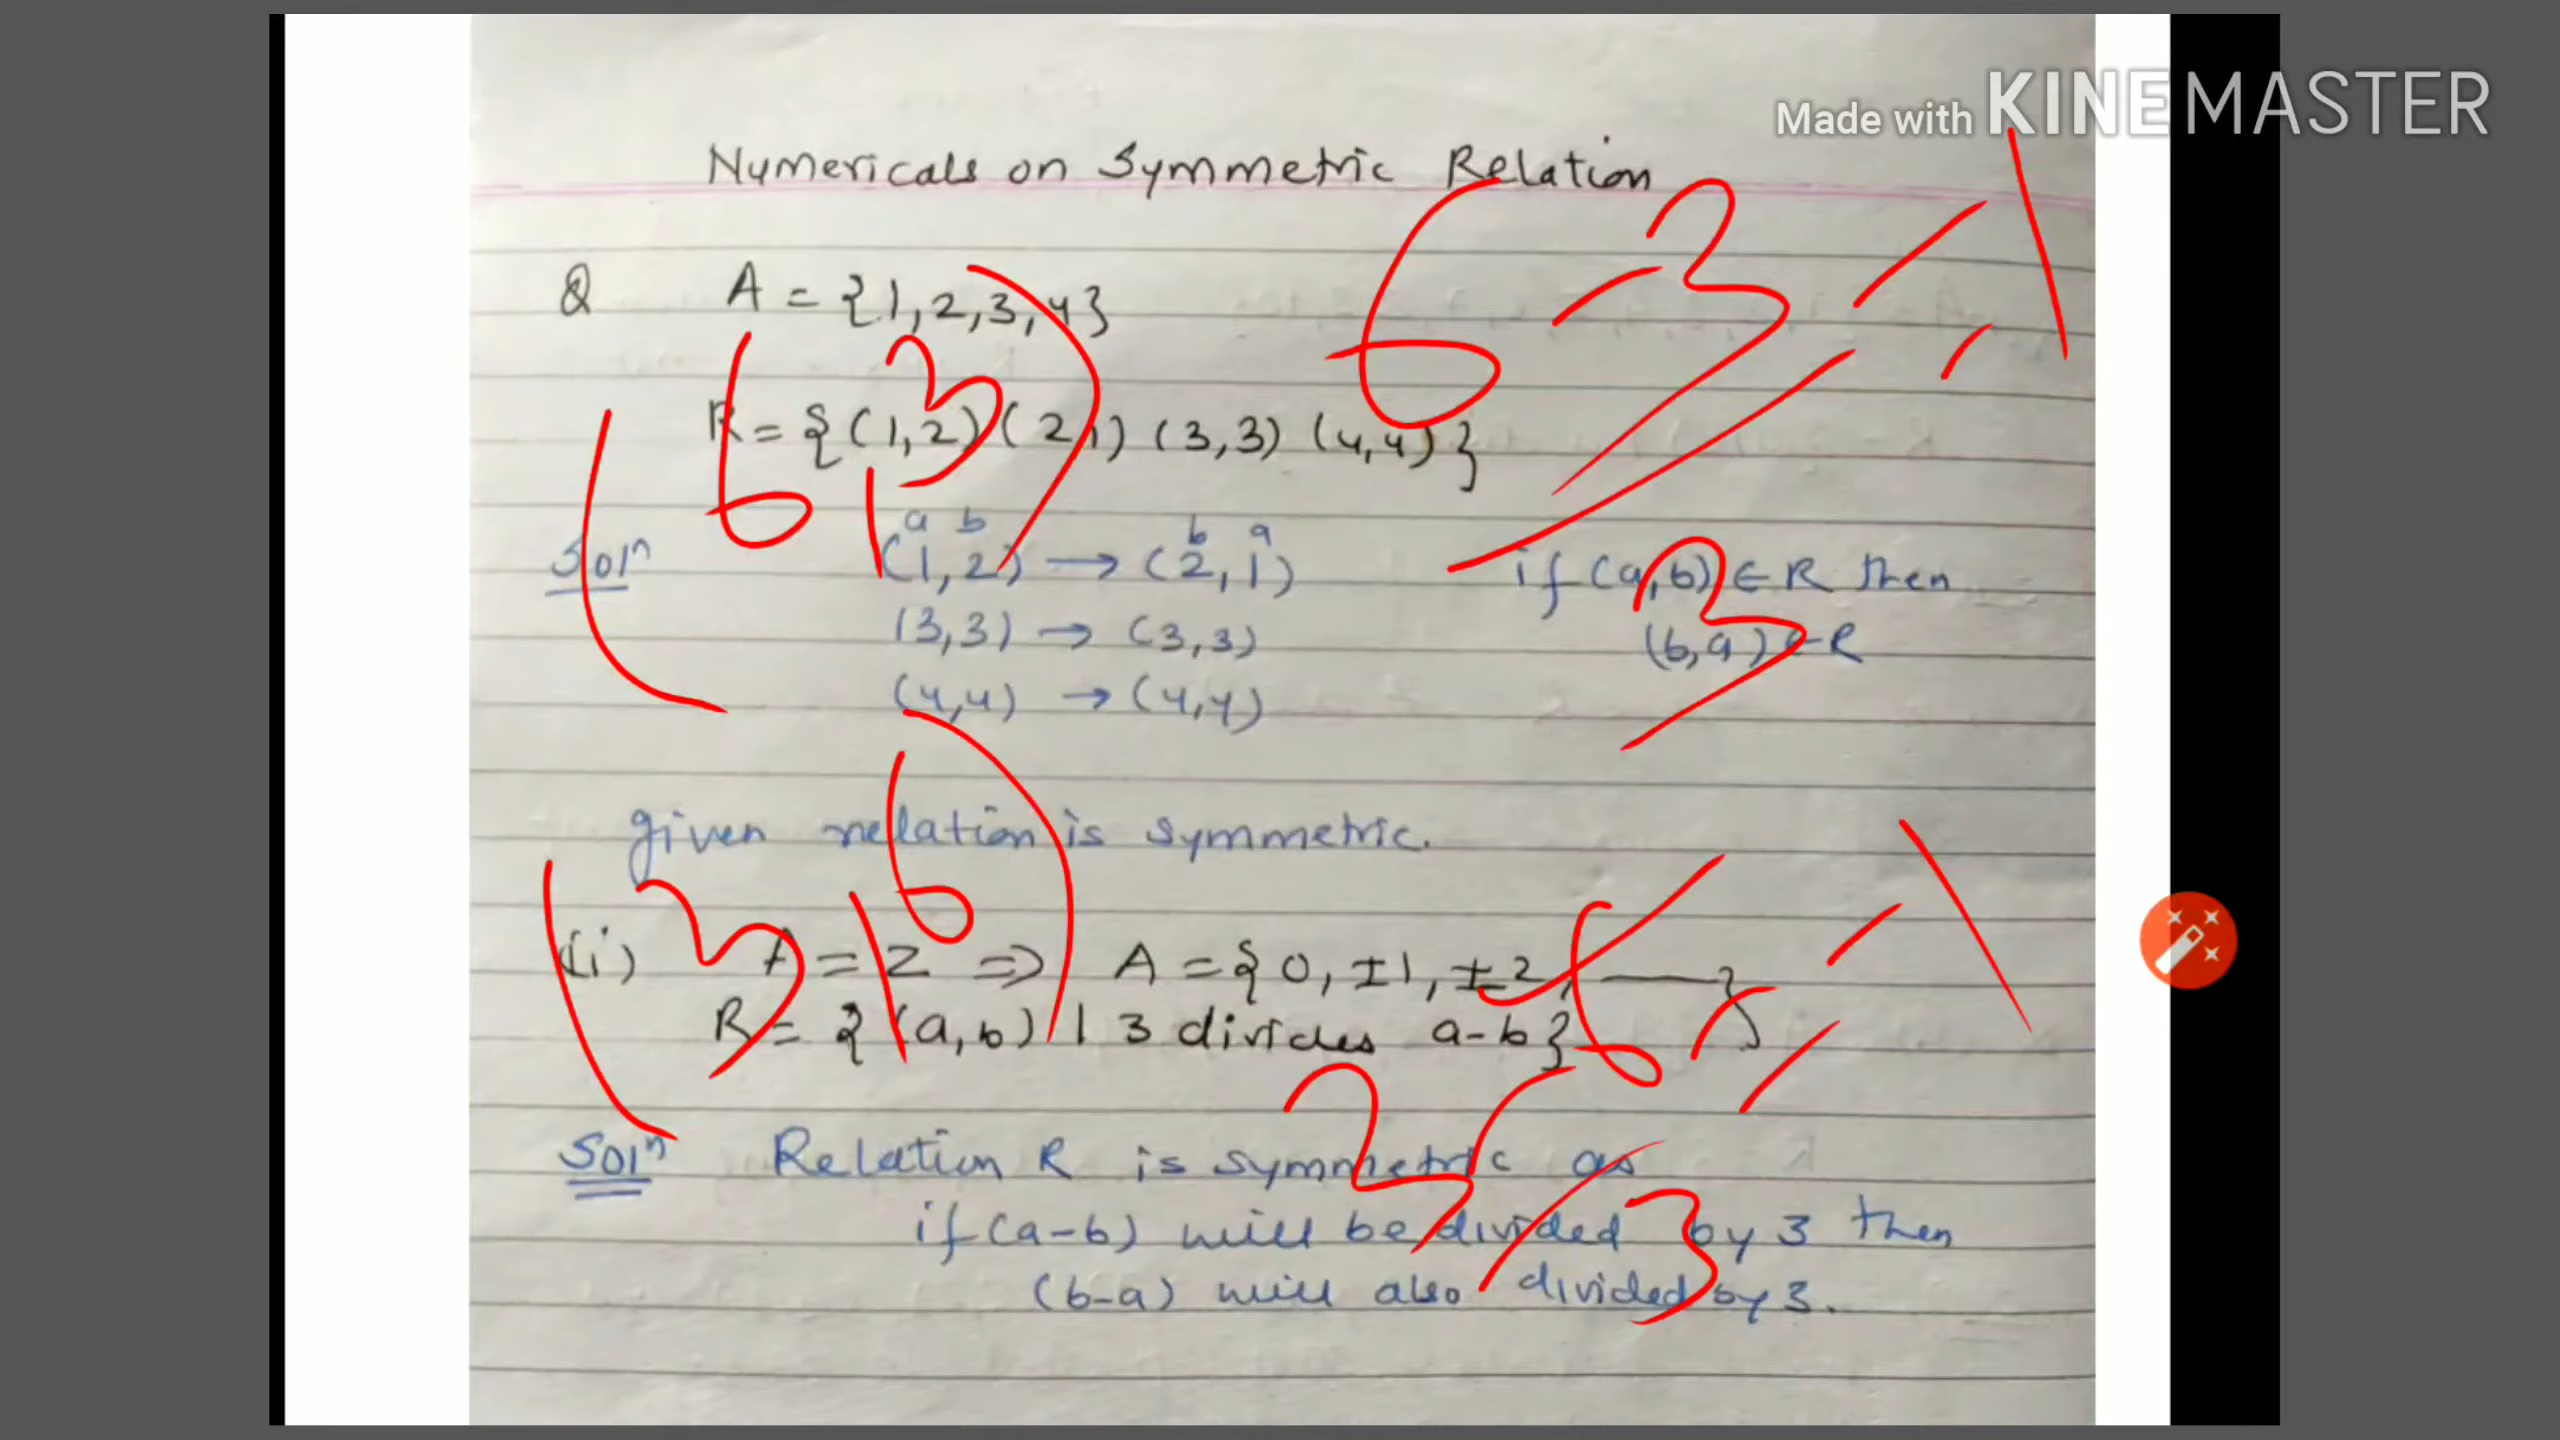 Made with KINEMASTER
Numericals on Symmetric Relation
Q A = {1,2,3,4}
R = {(1,2)(2,1) (3,3) (4,4)}
a b b a
Solⁿ (1,2) → (2,1) if (a,b) ∈ R then
(3,3) → (3,3) (b,a) ∈ R
(4,4) → (4,4)
given relation is symmetric.
(i) A = Z => A = {0, ±1, ±2, —}
R = {(a,b) | 3 divides a-b}
Solⁿ Relation R is symmetric as
if (a-b) will be divided by 3 then
(b-a) will also divided by 3.
(6,3)
6-3
3
(3,6)
3-6
3